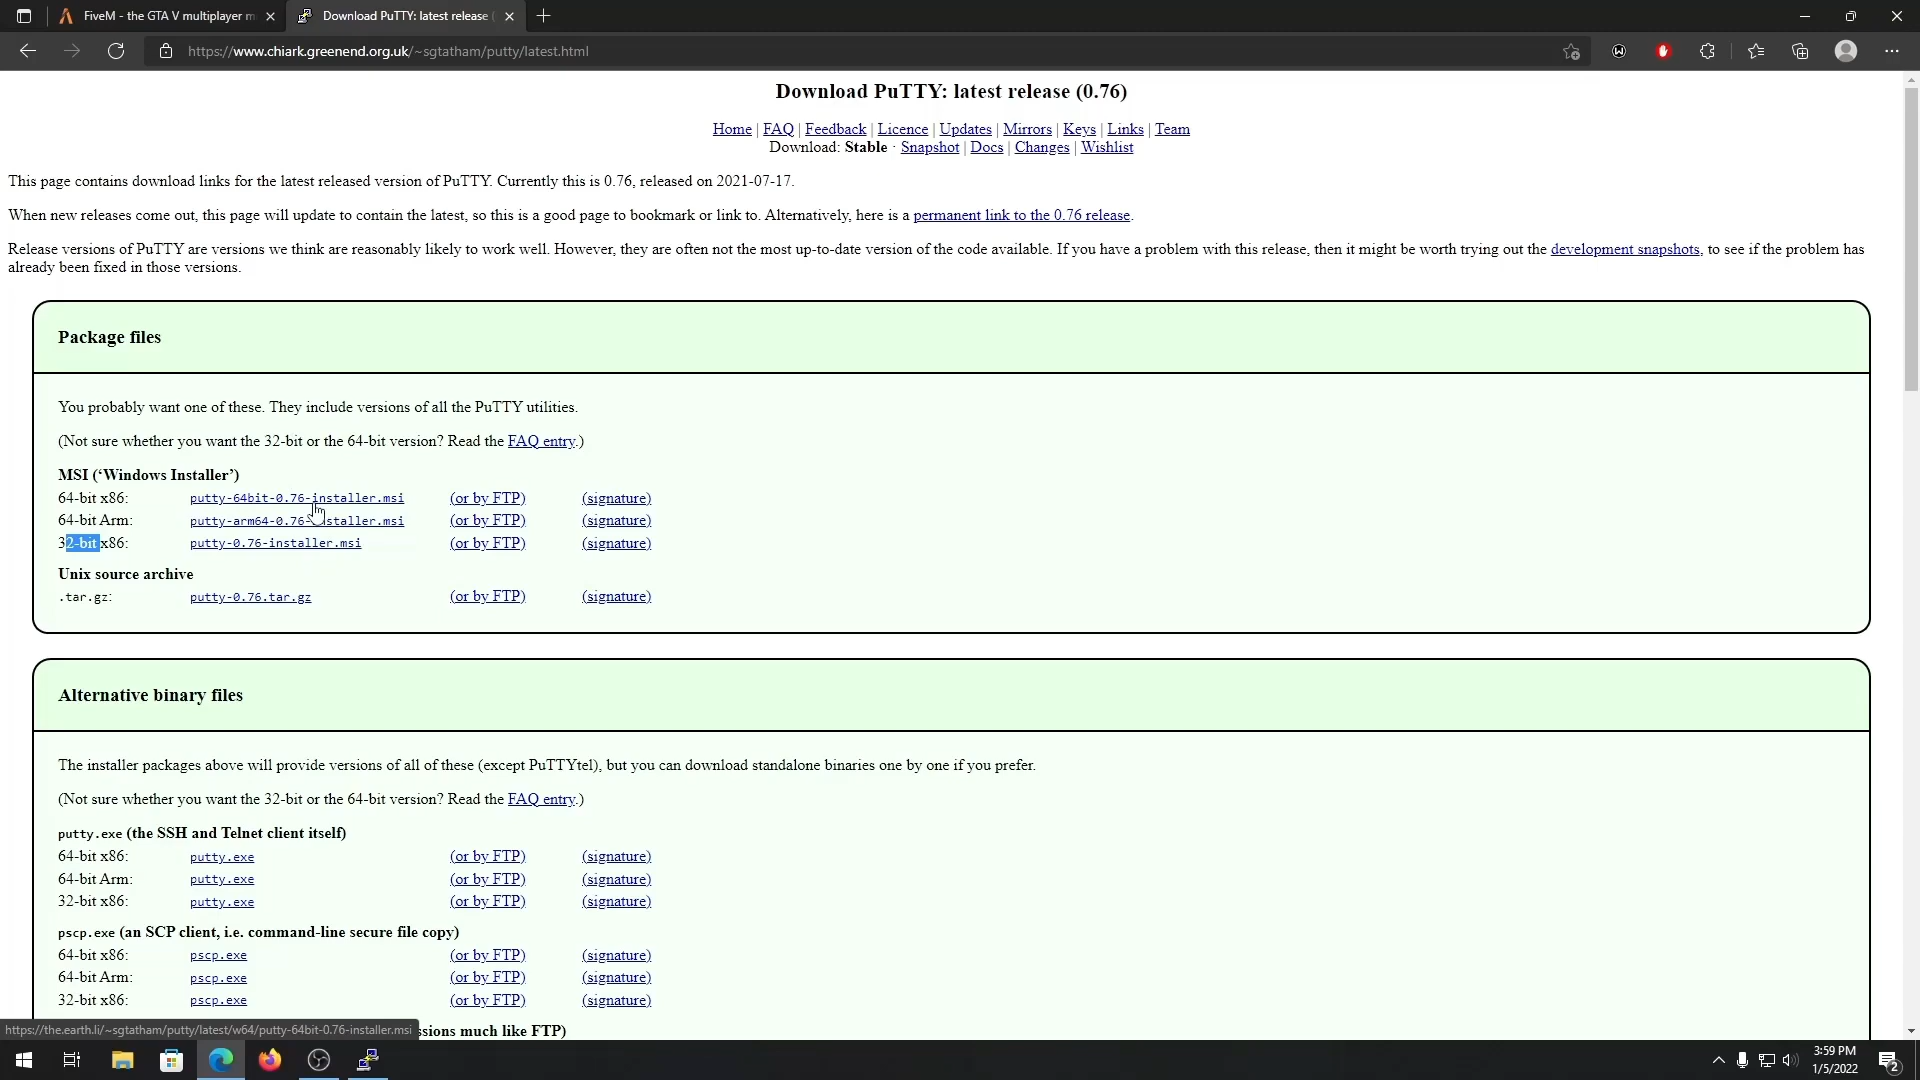 FiveM - the GTA V multiplayer m
Download PuTTY: latest release (
https://www.chiark.greenend.org.uk/~sgtatham/putty/latest.html
Download PuTTY: latest release (0.76)
Home | FAQ | Feedback | Licence | Updates | Mirrors | Keys | Links | Team
Download: Stable · Snapshot | Docs | Changes | Wishlist
This page contains download links for the latest released version of PuTTY. Currently this is 0.76, released on 2021-07-17.
When new releases come out, this page will update to contain the latest, so this is a good page to bookmark or link to. Alternatively, here is a permanent link to the 0.76 release.
Release versions of PuTTY are versions we think are reasonably likely to work well. However, they are often not the most up-to-date version of the code available. If you have a problem with this release, then it might be worth trying out the development snapshots, to see if the problem has
already been fixed in those versions.
Package files
You probably want one of these. They include versions of all the PuTTY utilities.
(Not sure whether you want the 32-bit or the 64-bit version? Read the FAQ entry.)
MSI (‘Windows Installer’)
64-bit x86: putty-64bit-0.76-installer.msi (or by FTP) (signature)
64-bit Arm: putty-arm64-0.76-installer.msi (or by FTP) (signature)
32-bit x86: putty-0.76-installer.msi (or by FTP) (signature)
Unix source archive
.tar.gz: putty-0.76.tar.gz (or by FTP) (signature)
Alternative binary files
The installer packages above will provide versions of all of these (except PuTTYtel), but you can download standalone binaries one by one if you prefer.
(Not sure whether you want the 32-bit or the 64-bit version? Read the FAQ entry.)
putty.exe (the SSH and Telnet client itself)
64-bit x86: putty.exe (or by FTP) (signature)
64-bit Arm: putty.exe (or by FTP) (signature)
32-bit x86: putty.exe (or by FTP) (signature)
pscp.exe (an SCP client, i.e. command-line secure file copy)
64-bit x86: pscp.exe (or by FTP) (signature)
64-bit Arm: pscp.exe (or by FTP) (signature)
32-bit x86: pscp.exe (or by FTP) (signature)
https://the.earth.li/~sgtatham/putty/latest/w64/putty-64bit-0.76-installer.msi
ssions much like FTP)
3:59 PM
1/5/2022
2